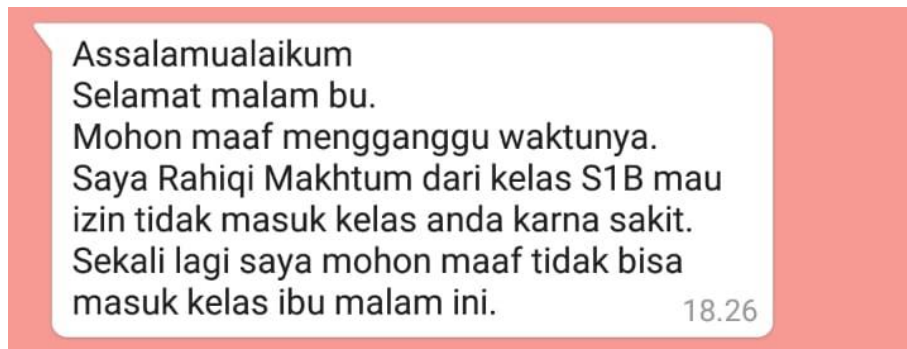 Assalamualaikum
Selamat malam bu.
Mohon maaf mengganggu waktunya.
Saya Rahiqi Makhtum dari kelas S1B mau
izin tidak masuk kelas anda karna sakit.
Sekali lagi saya mohon maaf tidak bisa
masuk kelas ibu malam ini.
18.26